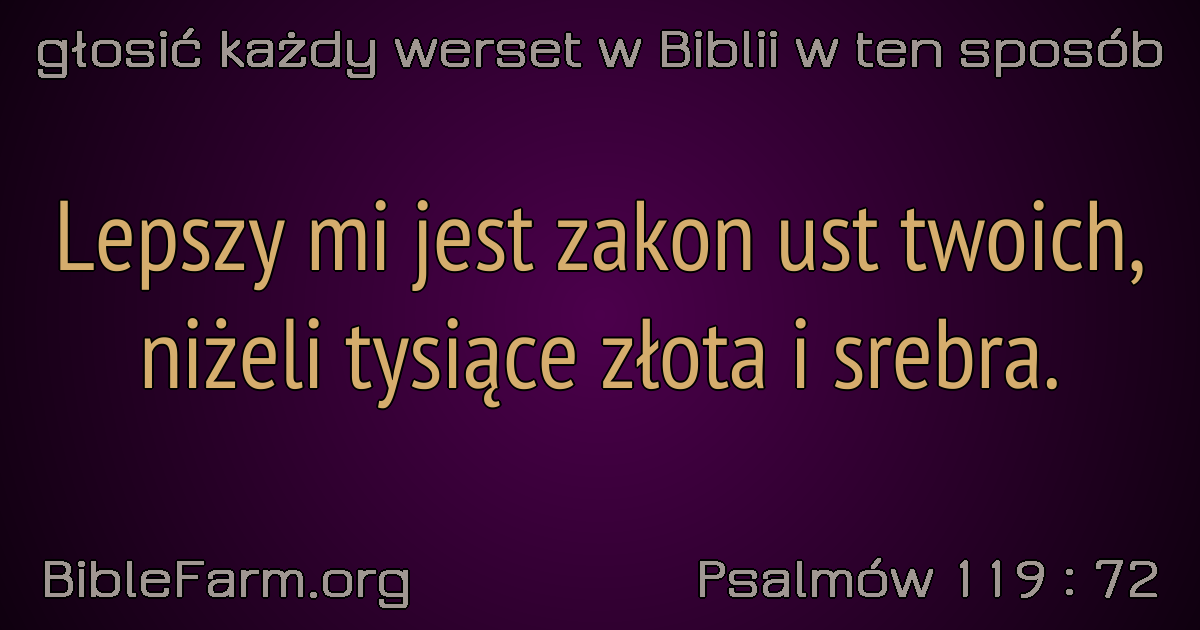 głosić każdy werset w Biblii w ten sposób
Lepszy mi jest zakon ust twoich,
niżeli tysiące złota i srebra.
BibleFarm.org
Psalmów 119 : 72